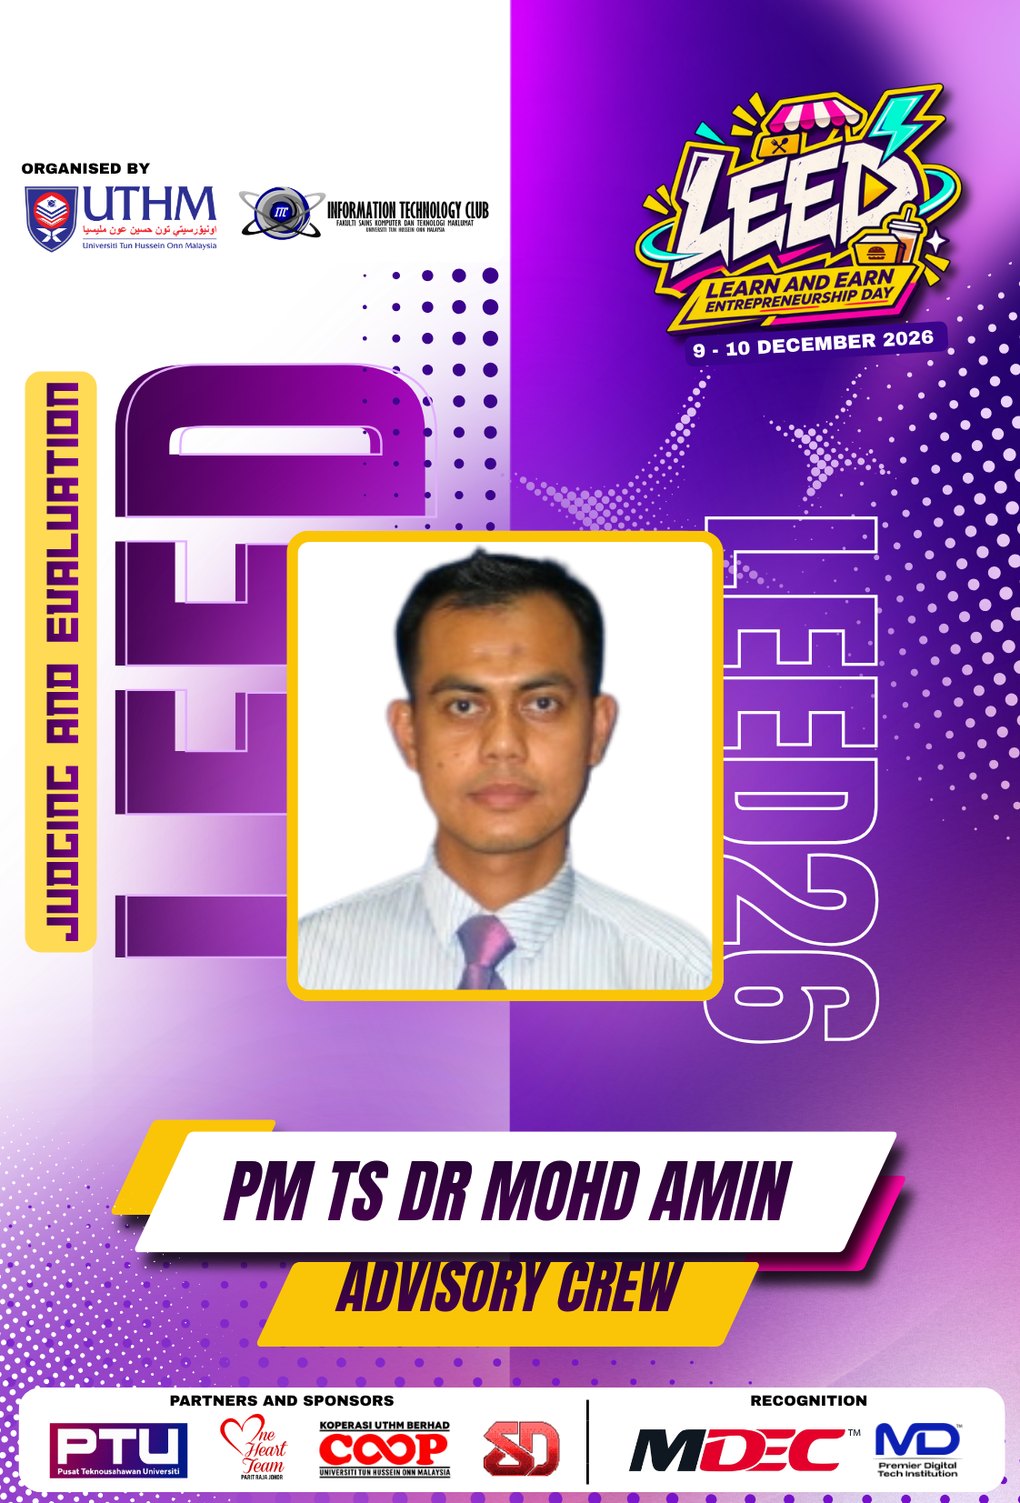 ORGANISED BY
UTHM
اونيۏرسيتي تون حسين عون مليسيا
Universiti Tun Hussein Onn Malaysia
ITC
INFORMATION TECHNOLOGY CLUB
FAKULTI SAINS KOMPUTER DAN TEKNOLOGI MAKLUMAT
UNIVERSITI TUN HUSSEIN ONN MALAYSIA
LEED
LEARN AND EARN
ENTREPRENEURSHIP DAY
9 - 10 DECEMBER 2026
JUDGING AND EVALUATION
LEED
LEED26
PM TS DR MOHD AMIN
ADVISORY CREW
PARTNERS AND SPONSORS
PTU
Pusat Teknousahawan Universiti
One
Heart
Team
PARIT RAJA JOHOR
KOPERASI UTHM BERHAD
COOP
UNIVERSITI TUN HUSSEIN ONN MALAYSIA
SD
RECOGNITION
MDEC™
MD™
Premier Digital
Tech Institution